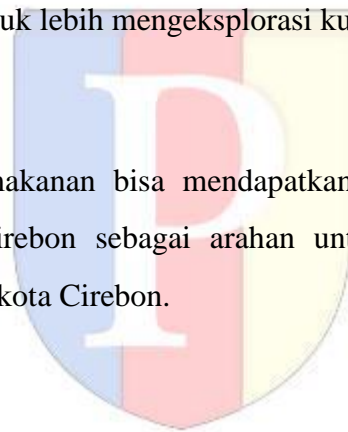 uk lebih mengeksplorasi ku
P
nakanan bisa mendapatkan
irebon sebagai arahan unt
kota Cirebon.